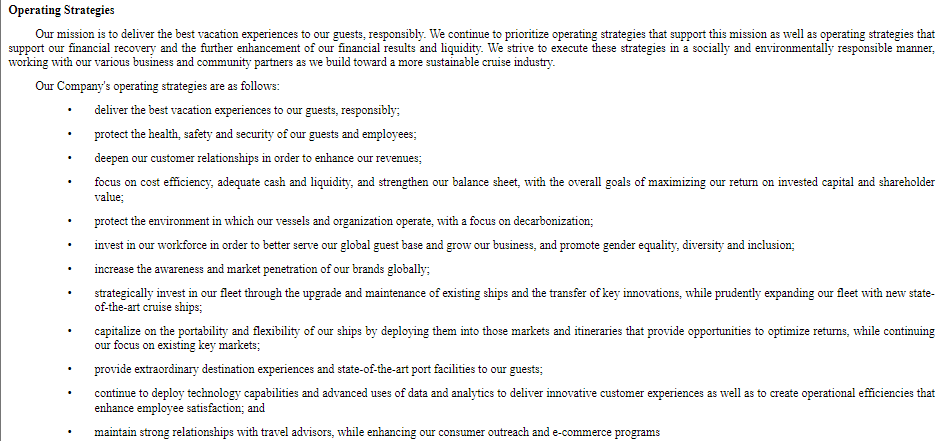 Operating Strategies
Our mission is to deliver the best vacation experiences to our guests, responsibly. We continue to prioritize operating strategies that support this mission as well as operating strategies that
support our financial recovery and the further enhancement of our financial results and liquidity. We strive to execute these strategies in a socially and environmentally responsible manner,
working with our various business and community partners as we build toward a more sustainable cruise industry.
Our Company's operating strategies are as follows:
• deliver the best vacation experiences to our guests, responsibly;
• protect the health, safety and security of our guests and employees;
• deepen our customer relationships in order to enhance our revenues;
• focus on cost efficiency, adequate cash and liquidity, and strengthen our balance sheet, with the overall goals of maximizing our return on invested capital and shareholder
value;
• protect the environment in which our vessels and organization operate, with a focus on decarbonization;
• invest in our workforce in order to better serve our global guest base and grow our business, and promote gender equality, diversity and inclusion;
• increase the awareness and market penetration of our brands globally;
• strategically invest in our fleet through the upgrade and maintenance of existing ships and the transfer of key innovations, while prudently expanding our fleet with new state-
of-the-art cruise ships;
• capitalize on the portability and flexibility of our ships by deploying them into those markets and itineraries that provide opportunities to optimize returns, while continuing
our focus on existing key markets;
• provide extraordinary destination experiences and state-of-the-art port facilities to our guests;
• continue to deploy technology capabilities and advanced uses of data and analytics to deliver innovative customer experiences as well as to create operational efficiencies that
enhance employee satisfaction; and
• maintain strong relationships with travel advisors, while enhancing our consumer outreach and e-commerce programs